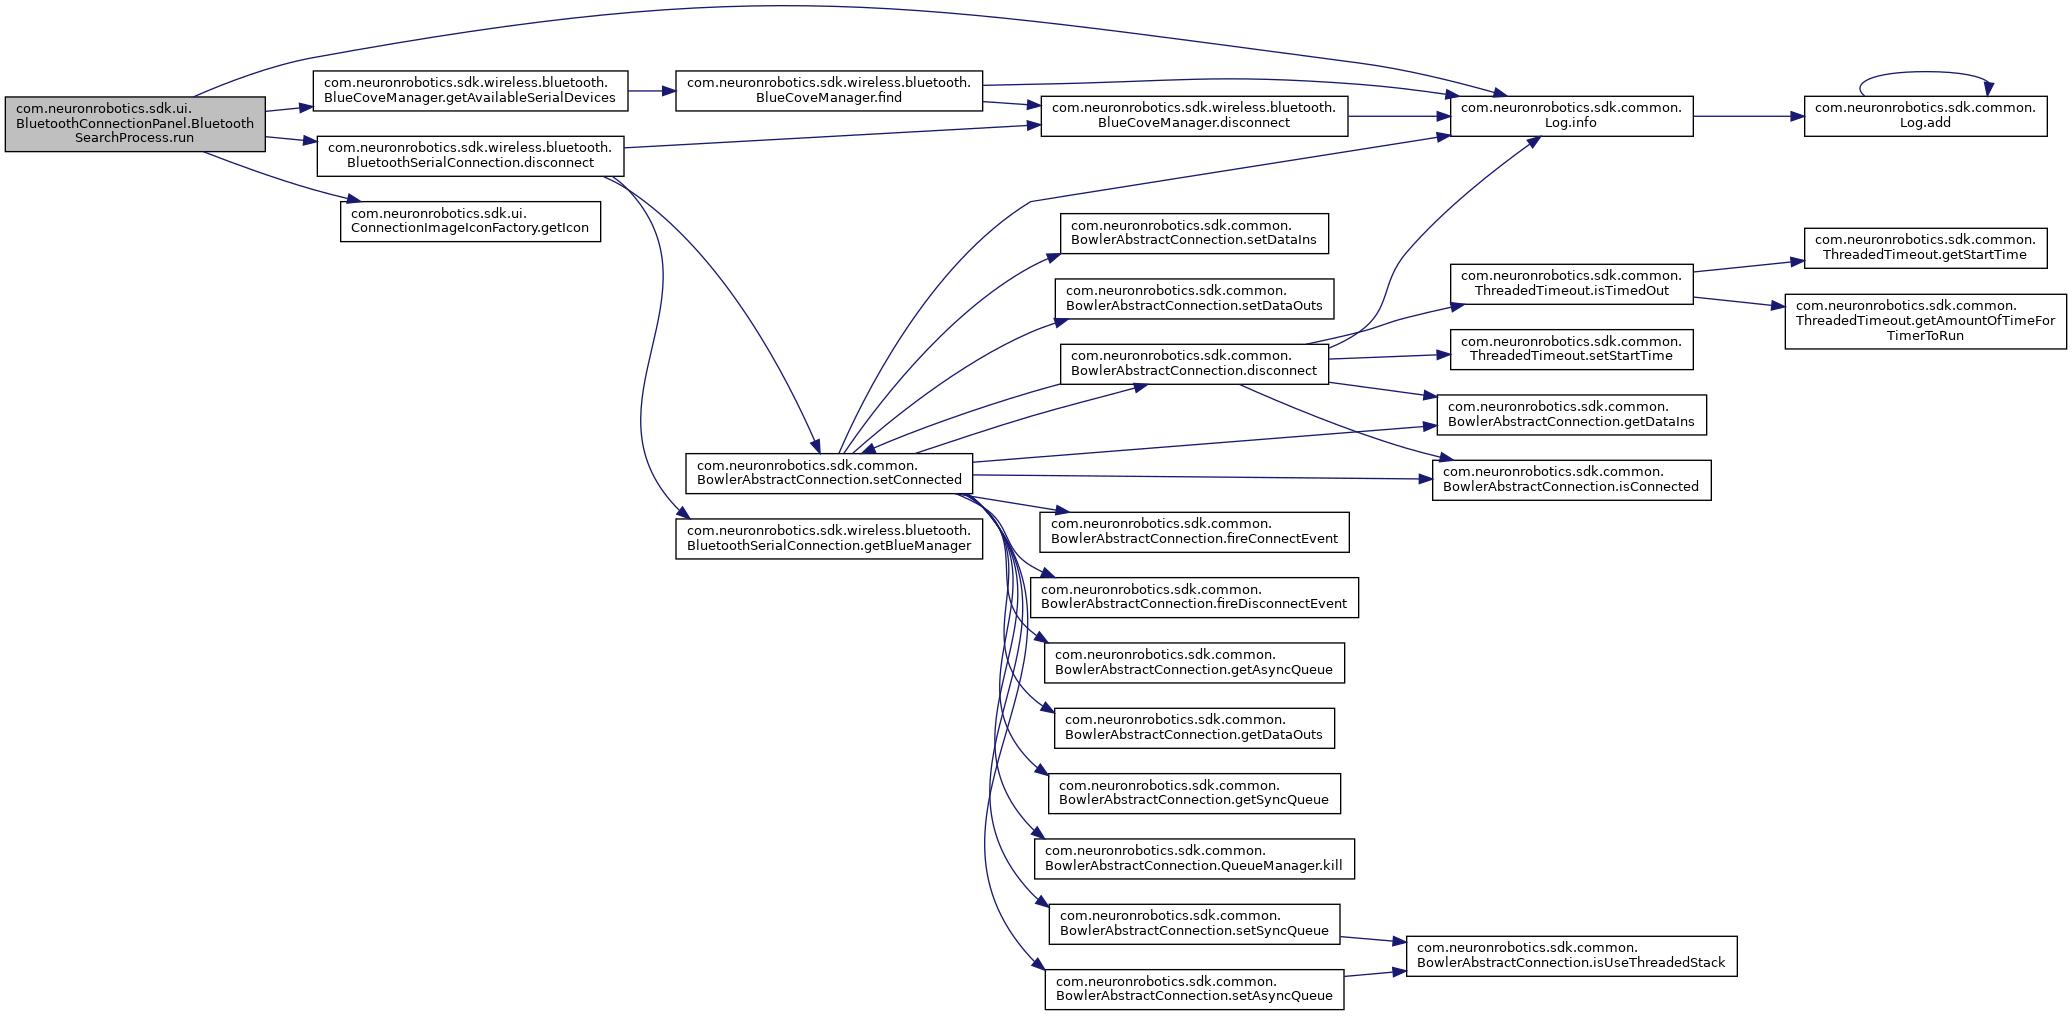 com.neuronrobotics.sdk.ui.
BluetoothConnectionPanel.Bluetooth
SearchProcess.run
com.neuronrobotics.sdk.wireless.bluetooth.
BlueCoveManager.getAvailableSerialDevices
com.neuronrobotics.sdk.wireless.bluetooth.
BluetoothSerialConnection.disconnect
com.neuronrobotics.sdk.ui.
ConnectionImageIconFactory.getIcon
com.neuronrobotics.sdk.wireless.bluetooth.
BlueCoveManager.find
com.neuronrobotics.sdk.common.
BowlerAbstractConnection.setConnected
com.neuronrobotics.sdk.wireless.bluetooth.
BluetoothSerialConnection.getBlueManager
com.neuronrobotics.sdk.wireless.bluetooth.
BlueCoveManager.disconnect
com.neuronrobotics.sdk.common.
BowlerAbstractConnection.setDataIns
com.neuronrobotics.sdk.common.
BowlerAbstractConnection.setDataOuts
com.neuronrobotics.sdk.common.
BowlerAbstractConnection.disconnect
com.neuronrobotics.sdk.common.
BowlerAbstractConnection.fireConnectEvent
com.neuronrobotics.sdk.common.
BowlerAbstractConnection.fireDisconnectEvent
com.neuronrobotics.sdk.common.
BowlerAbstractConnection.getAsyncQueue
com.neuronrobotics.sdk.common.
BowlerAbstractConnection.getDataOuts
com.neuronrobotics.sdk.common.
BowlerAbstractConnection.getSyncQueue
com.neuronrobotics.sdk.common.
BowlerAbstractConnection.QueueManager.kill
com.neuronrobotics.sdk.common.
BowlerAbstractConnection.setSyncQueue
com.neuronrobotics.sdk.common.
BowlerAbstractConnection.setAsyncQueue
com.neuronrobotics.sdk.common.
Log.info
com.neuronrobotics.sdk.common.
ThreadedTimeout.isTimedOut
com.neuronrobotics.sdk.common.
ThreadedTimeout.setStartTime
com.neuronrobotics.sdk.common.
BowlerAbstractConnection.getDataIns
com.neuronrobotics.sdk.common.
BowlerAbstractConnection.isConnected
com.neuronrobotics.sdk.common.
BowlerAbstractConnection.isUseThreadedStack
com.neuronrobotics.sdk.common.
Log.add
com.neuronrobotics.sdk.common.
ThreadedTimeout.getStartTime
com.neuronrobotics.sdk.common.
ThreadedTimeout.getAmountOfTimeFor
TimerToRun